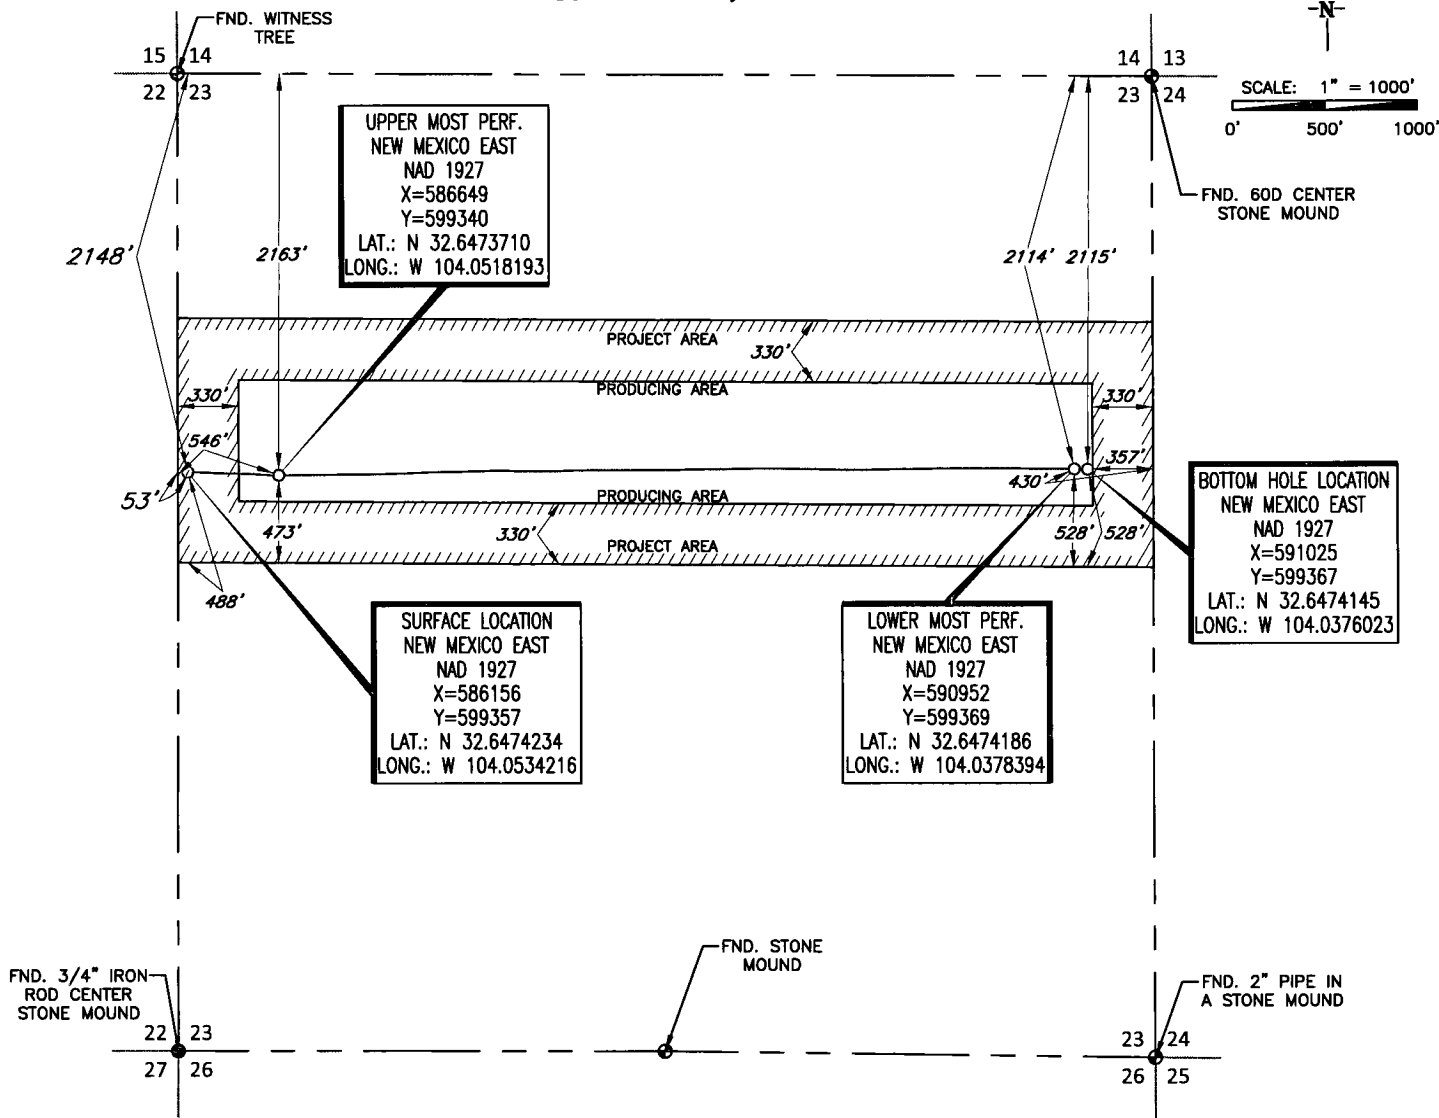 FND. WITNESS
TREE
-N-
15 14
22 23
14 13
23 24
SCALE: 1" = 1000'
0' 500' 1000'
FND. 60D CENTER
STONE MOUND
UPPER MOST PERF.
NEW MEXICO EAST
NAD 1927
X=586649
Y=599340
LAT.: N 32.6473710
LONG.: W 104.0518193
2148'
2163'
2114' 2115'
PROJECT AREA
330'
PRODUCING AREA
330'
330'
546'
53'
357'
430'
PRODUCING AREA
473'
330'
528' 528'
PROJECT AREA
488'
BOTTOM HOLE LOCATION
NEW MEXICO EAST
NAD 1927
X=591025
Y=599367
LAT.: N 32.6474145
LONG.: W 104.0376023
SURFACE LOCATION
NEW MEXICO EAST
NAD 1927
X=586156
Y=599357
LAT.: N 32.6474234
LONG.: W 104.0534216
LOWER MOST PERF.
NEW MEXICO EAST
NAD 1927
X=590952
Y=599369
LAT.: N 32.6474186
LONG.: W 104.0378394
FND. 3/4" IRON
ROD CENTER
STONE MOUND
FND. STONE
MOUND
FND. 2" PIPE IN
A STONE MOUND
22 23
27 26
23 24
26 25